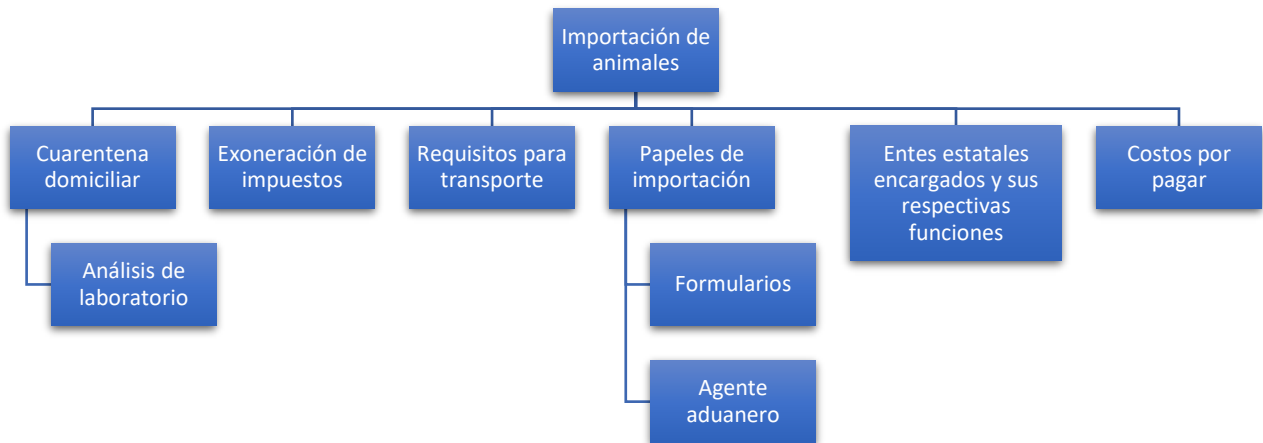 Importación de
animales
Cuarentena
domiciliar
Exoneración de
impuestos
Requisitos para
transporte
Papeles de
importación
Entes estatales
encargados y sus
respectivas
funciones
Costos por
pagar
Análisis de
laboratorio
Formularios
Agente
aduanero